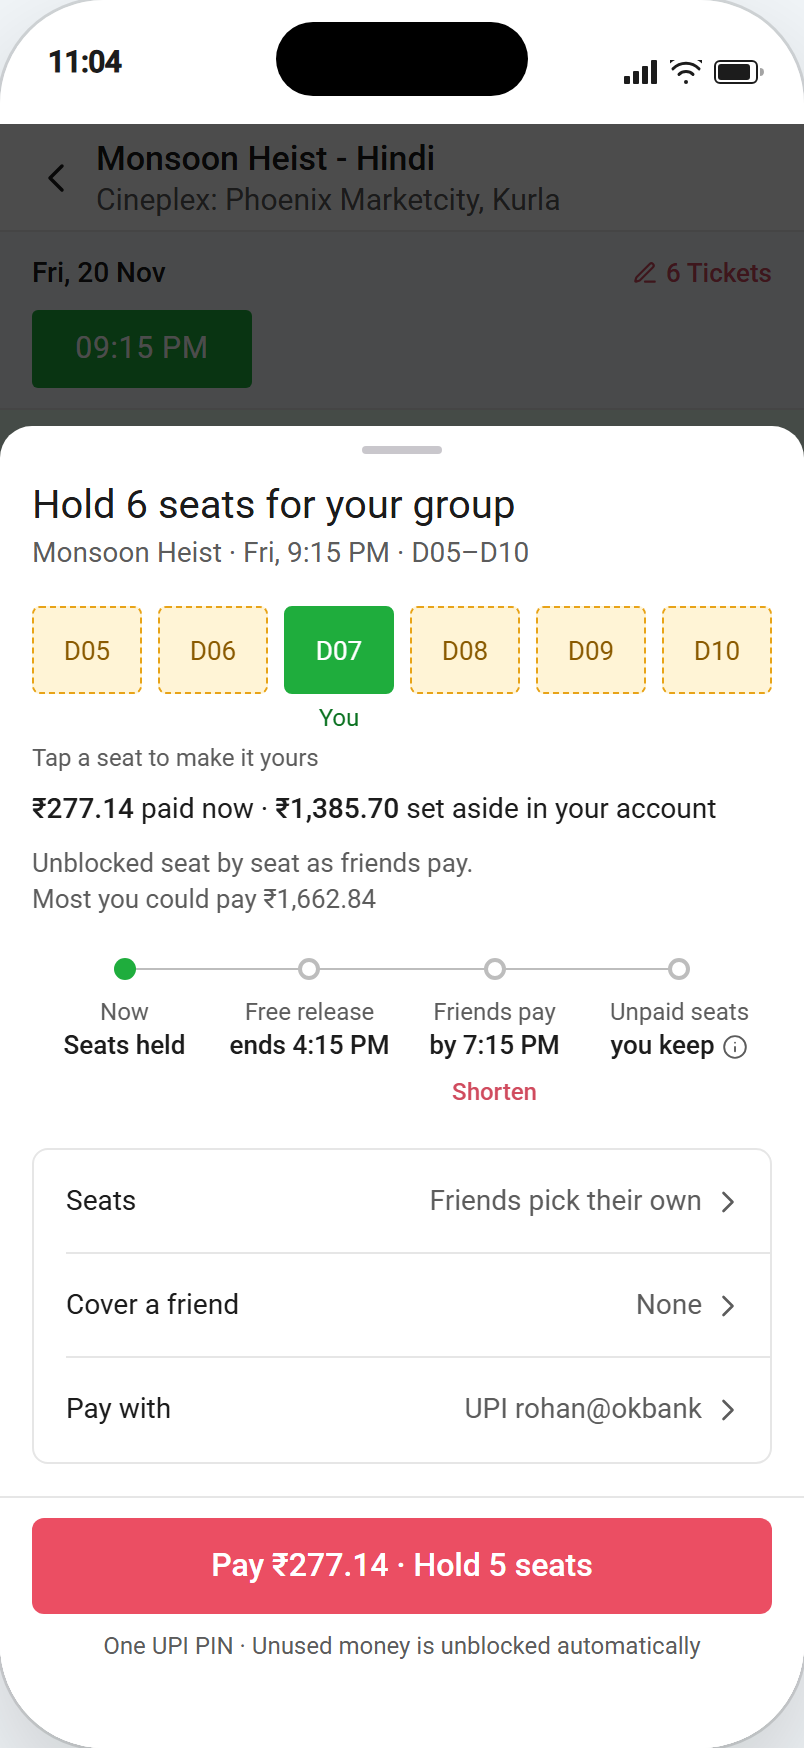 11:04
Monsoon Heist - Hindi
Cineplex: Phoenix Marketcity, Kurla
Fri, 20 Nov
6 Tickets
09:15 PM
Hold 6 seats for your group
Monsoon Heist · Fri, 9:15 PM · D05–D10
D05 D06 D07 D08 D09 D10
You
Tap a seat to make it yours
₹277.14 paid now · ₹1,385.70 set aside in your account
Unblocked seat by seat as friends pay.
Most you could pay ₹1,662.84
Now
Seats held
Free release
ends 4:15 PM
Friends pay
by 7:15 PM
Shorten
Unpaid seats
you keep
Seats
Friends pick their own
Cover a friend
None
Pay with
UPI rohan@okbank
Pay ₹277.14 · Hold 5 seats
One UPI PIN · Unused money is unblocked automatically